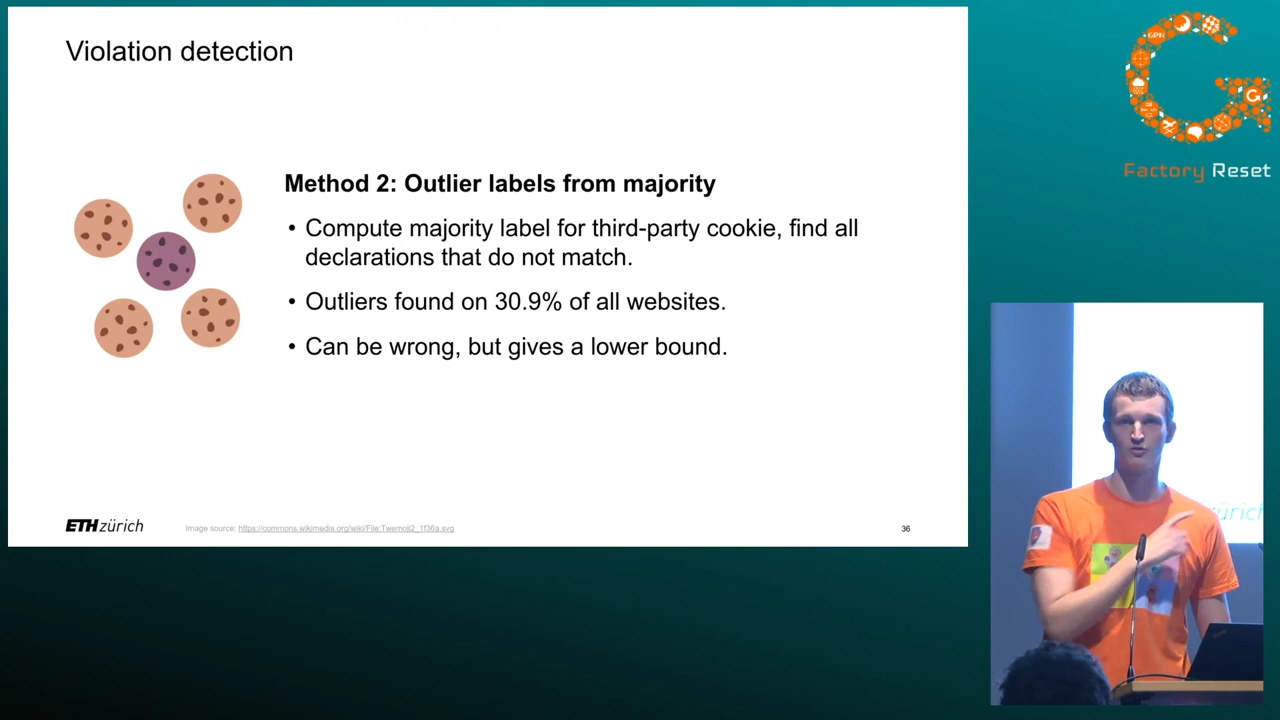 Violation detection
Method 2: Outlier labels from majority
• Compute majority label for third-party cookie, find all
declarations that do not match.
• Outliers found on 30.9% of all websites.
• Can be wrong, but gives a lower bound.
ETH zürich
Image source: https://commons.wikimedia.org/wiki/File:Twemoji2_1f36a.svg
36
GPN
Factory Reset
zürich